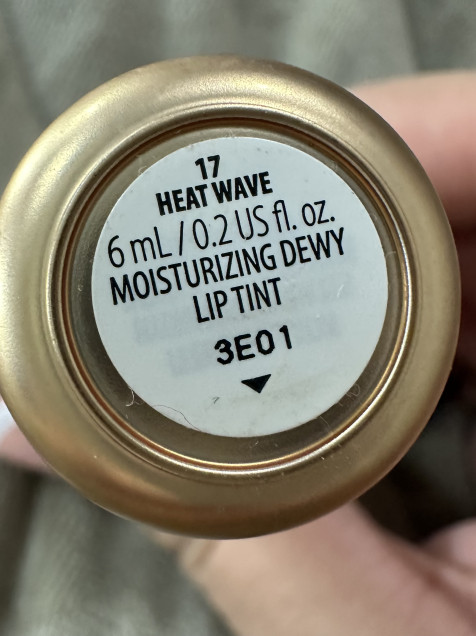 17
HEAT WAVE
6 mL / 0.2 US fl. oz.
MOISTURIZING DEWY
LIP TINT
3E01